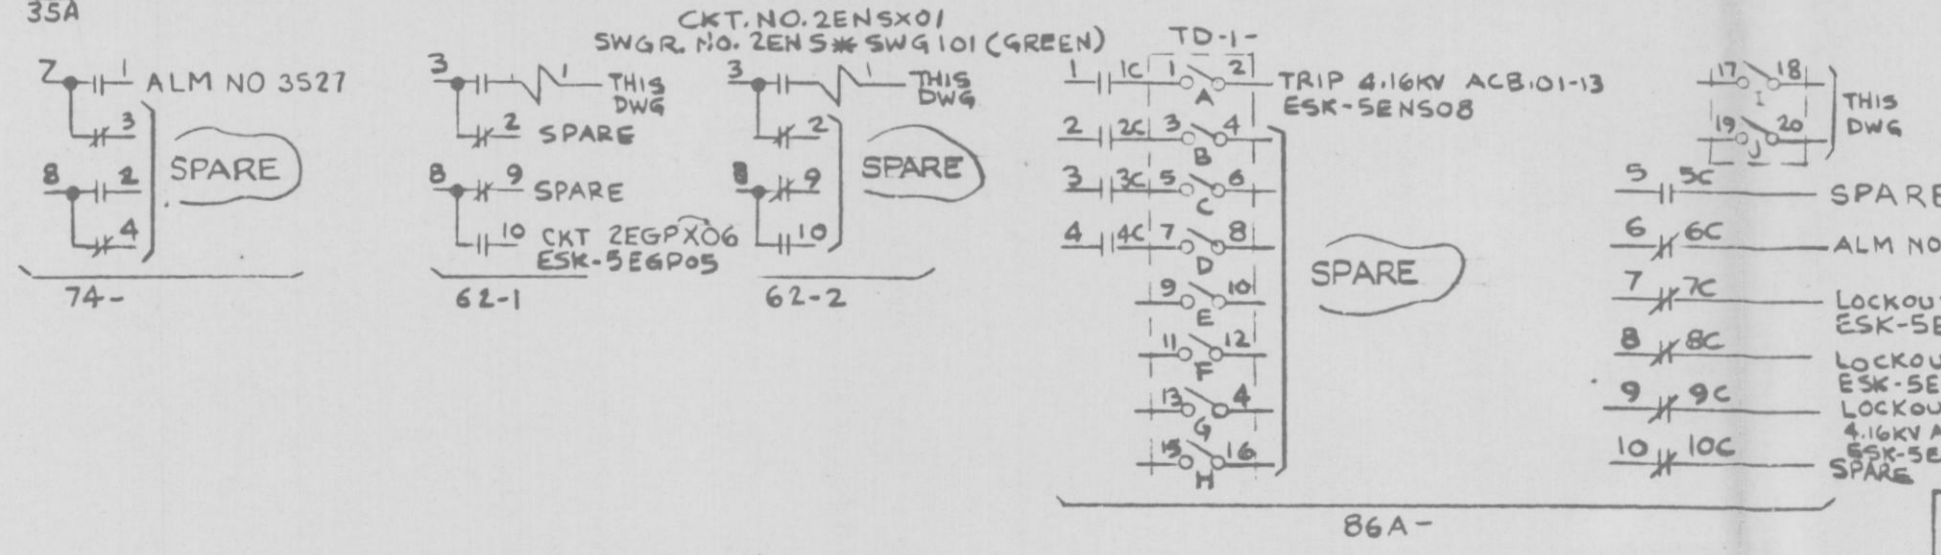 35A
CKT. NO. 2ENSX01
SWGR. NO. 2ENS* SWG101 (GREEN)
7 1 ALM NO 3527
3
8 2
4
SPARE
74-
3 1 1 THIS DWG
2 SPARE
8 9 SPARE
10 CKT 2EGPX06
ESK-5EGP05
62-1
3 1 THIS DWG
2
8 9
10
SPARE
62-2
TD-1-
1 1C 1 2 TRIP 4.16KV ACB.01-13
A ESK-5ENS08
2 2C 3 4
B
3 3C 5 6
C
4 4C 7 8
D
9 10
E
11 12
F
13 4
G
15 16
H
SPARE
86A-
17 18
I
19 20
J
THIS
DWG
5 5C SPARE
6 6C ALM NO
7 7C LOCKOU
ESK-5E
8 8C LOCKOU
ESK-5E
9 9C LOCKOU
4.16KV A
ESK-5E
10 10C SPARE